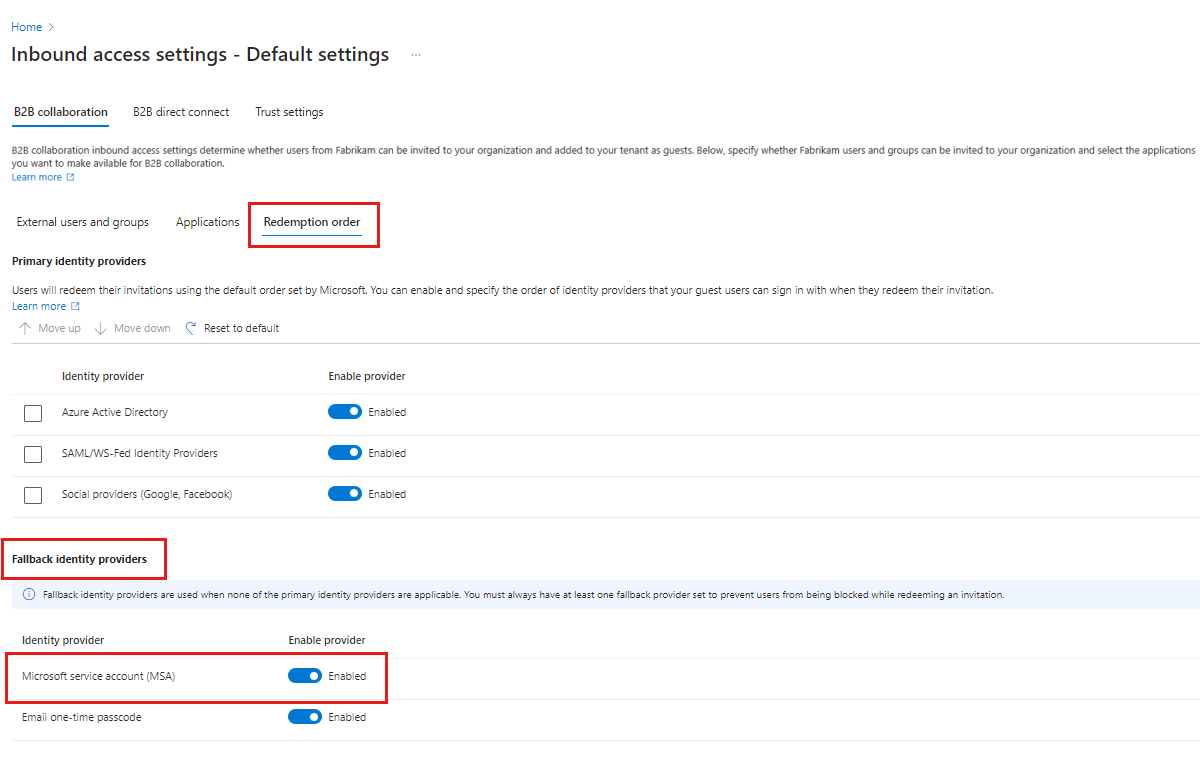 Home >
Inbound access settings - Default settings ...
B2B collaboration B2B direct connect Trust settings
B2B collaboration inbound access settings determine whether users from Fabrikam can be invited to your organization and added to your tenant as guests. Below, specify whether Fabrikam users and groups can be invited to your organization and select the applications
you want to make avilable for B2B collaboration.
Learn more
External users and groups Applications Redemption order
Primary identity providers
Users will redeem their invitations using the default order set by Microsoft. You can enable and specify the order of identity providers that your guest users can sign in with when they redeem their invitation.
Learn more
Move up Move down Reset to default
Identity provider Enable provider
Azure Active Directory Enabled
SAML/WS-Fed Identity Providers Enabled
Social providers (Google, Facebook) Enabled
Fallback identity providers
Fallback identity providers are used when none of the primary identity providers are applicable. You must always have at least one fallback provider set to prevent users from being blocked while redeeming an invitation.
Identity provider Enable provider
Microsoft service account (MSA) Enabled
Email one-time passcode Enabled